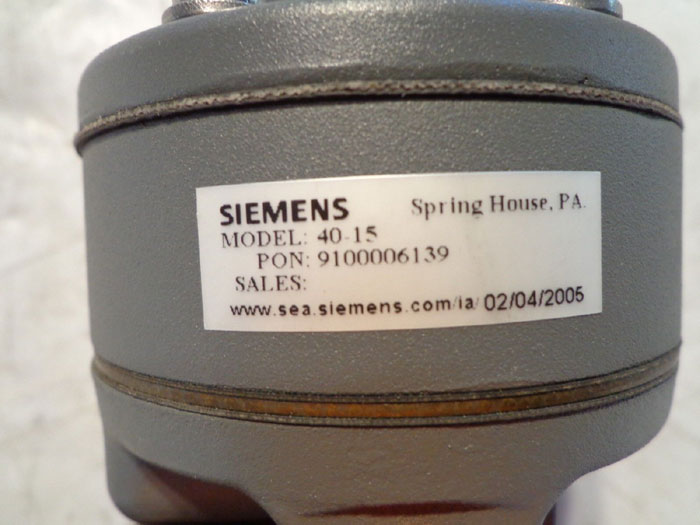 SIEMENS Spring House, PA.
MODEL: 40-15
PON: 9100006139
SALES:
www.sea.siemens.com/ia/ 02/04/2005